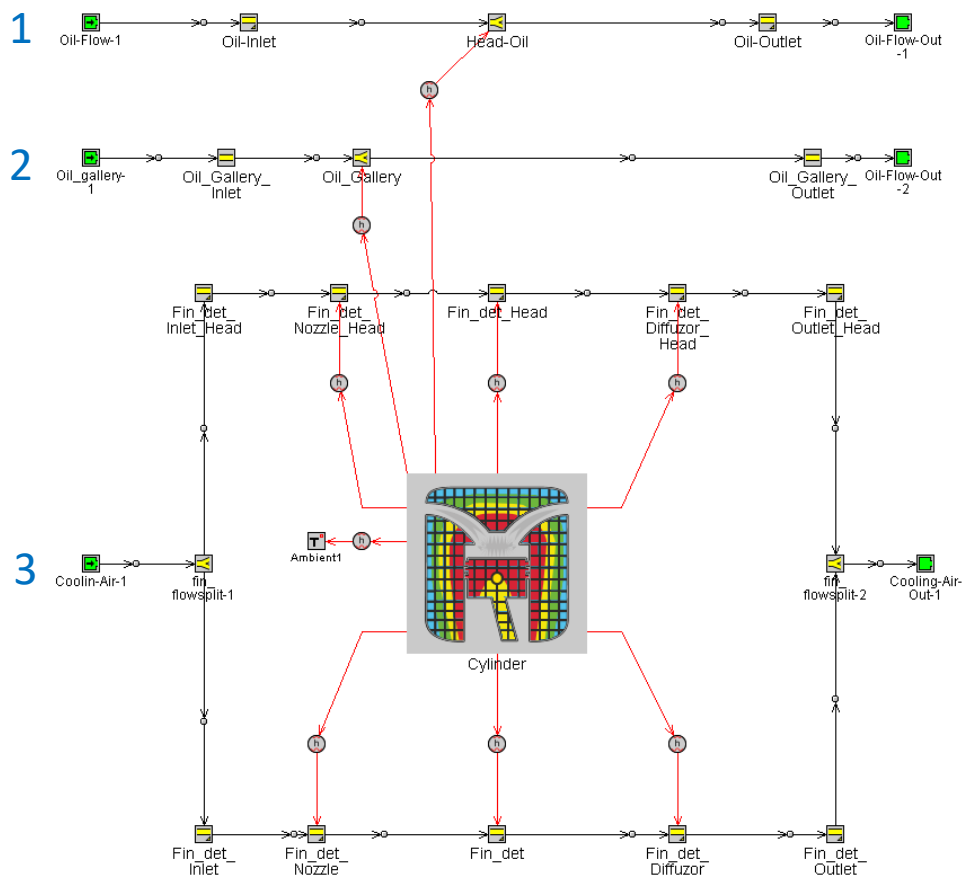 1
Oil-Flow-1
Oil-Inlet
Head-Oil
Oil-Outlet
Oil-Flow-Out
-1
h
2
Oil_gallery-
1
Oil_Gallery_
Inlet
Oil_Gallery
Oil_Gallery_
Outlet
Oil-Flow-Out
-2
h
Fin_det_
Inlet_Head
Fin_det_
Nozzle_Head
Fin_det_Head
Fin_det_
Diffuzor_
Head
Fin_det_
Outlet_Head
h
h
h
3
Coolin-Air-1
fin_
flowsplit-1
T
Ambient1
h
Cylinder
fin_
flowsplit-2
Cooling-Air-
Out-1
h
h
h
Fin_det_
Inlet
Fin_det_
Nozzle
Fin_det
Fin_det_
Diffuzor
Fin_det_
Outlet